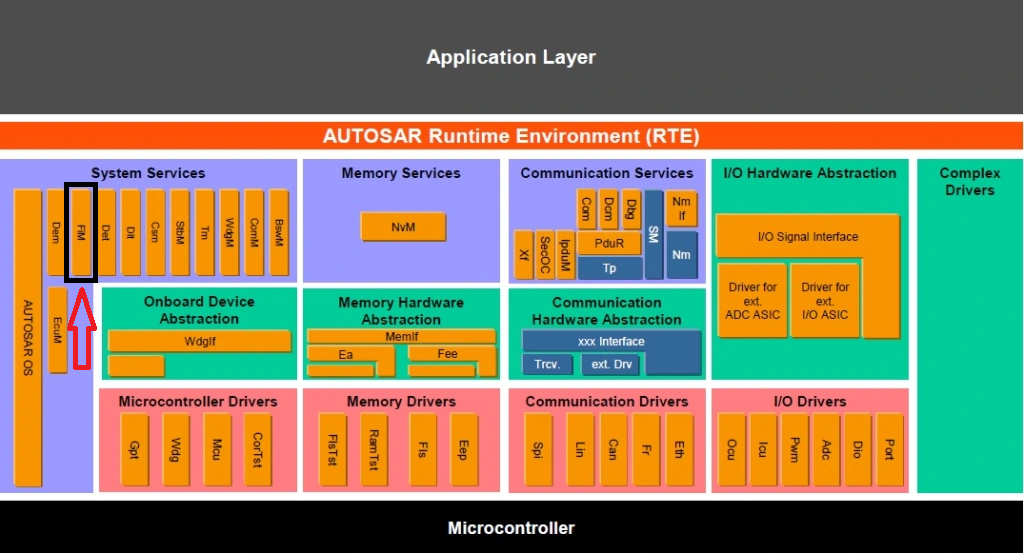 Application Layer
AUTOSAR Runtime Environment (RTE)
System Services
AUTOSAR OS
Dem
FiM
Det
Dlt
Csm
StbM
Tm
WdgM
ComM
BswM
EcuM
Memory Services
NvM
Communication Services
Com
Dcm
Dbg
SM
Nm
If
Xf
SecOC
IpduM
PduR
Tp
Nm
I/O Hardware Abstraction
I/O Signal Interface
Driver for
ext.
ADC ASIC
Driver for
ext.
I/O ASIC
Complex
Drivers
Onboard Device
Abstraction
WdgIf
Memory Hardware
Abstraction
MemIf
Ea
Fee
Communication
Hardware Abstraction
xxx Interface
Trcv.
ext. Drv
Microcontroller Drivers
Gpt
Wdg
Mcu
CorTst
Memory Drivers
FlsTst
RamTst
Fls
Eep
Communication Drivers
Spi
Lin
Can
Fr
Eth
I/O Drivers
Ocu
Icu
Pwm
Adc
Dio
Port
Microcontroller